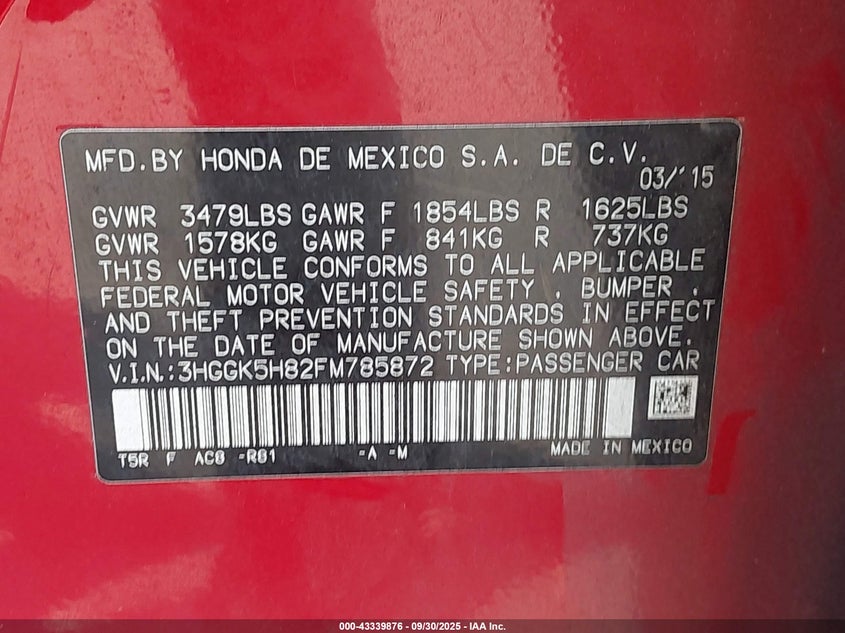 MFD.BY HONDA DE MEXICO S.A. DE C.V.
03/'15
GVWR 3479LBS GAWR F 1854LBS R 1625LBS
GVWR 1578KG GAWR F 841KG R 737KG
THIS VEHICLE CONFORMS TO ALL APPLICABLE
FEDERAL MOTOR VEHICLE SAFETY , BUMPER ,
AND THEFT PREVENTION STANDARDS IN EFFECT
ON THE DATE OF MANUFACTURE SHOWN ABOVE.
V.I.N.:3HGGK5H82FM785872 TYPE:PASSENGER CAR
T5R F AC0 -R81 -A -M MADE IN MEXICO
000-43339876 - 09/30/2025 - IAA Inc.